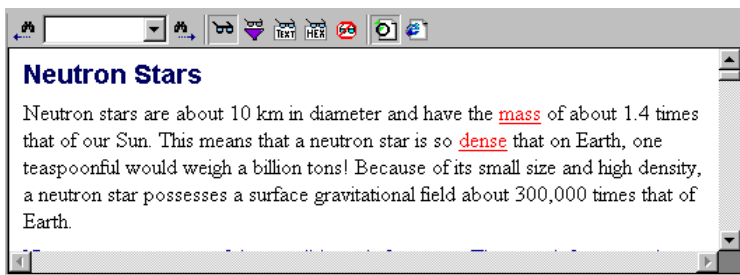 TEXT HEX
Neutron Stars
Neutron stars are about 10 km in diameter and have the mass of about 1.4 times
that of our Sun. This means that a neutron star is so dense that on Earth, one
teaspoonful would weigh a billion tons! Because of its small size and high density,
a neutron star possesses a surface gravitational field about 300,000 times that of
Earth.